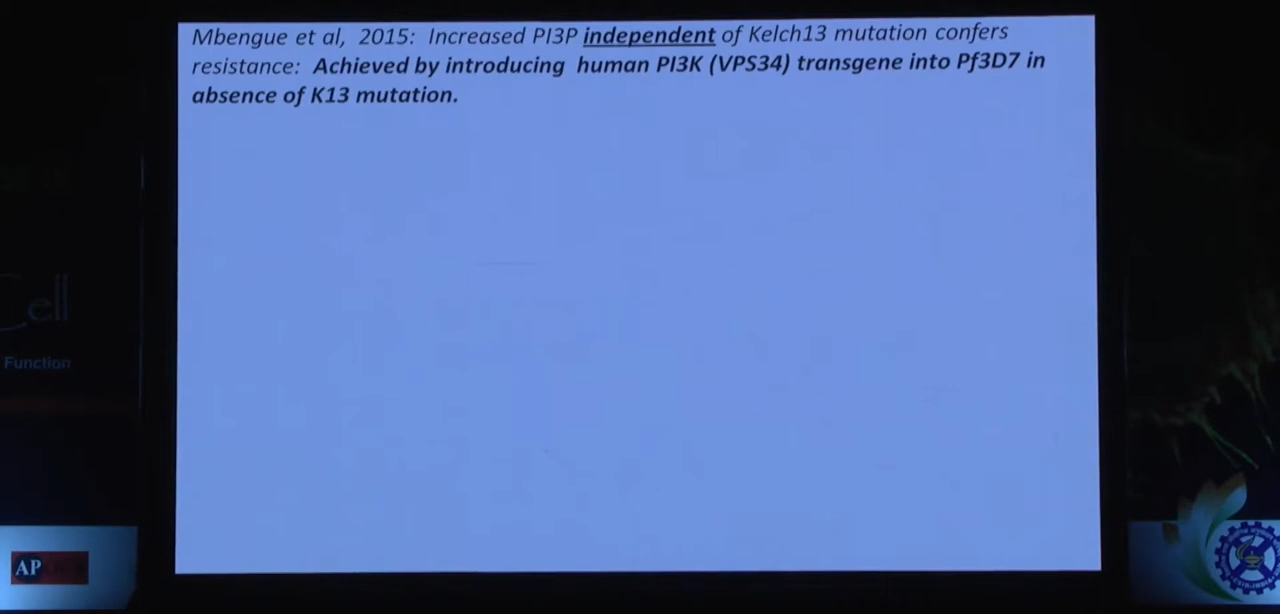 Mbengue et al, 2015: Increased PI3P independent of Kelch13 mutation confers
resistance: Achieved by introducing human PI3K (VPS34) transgene into Pf3D7 in
absence of K13 mutation.
Cell
Function
AP